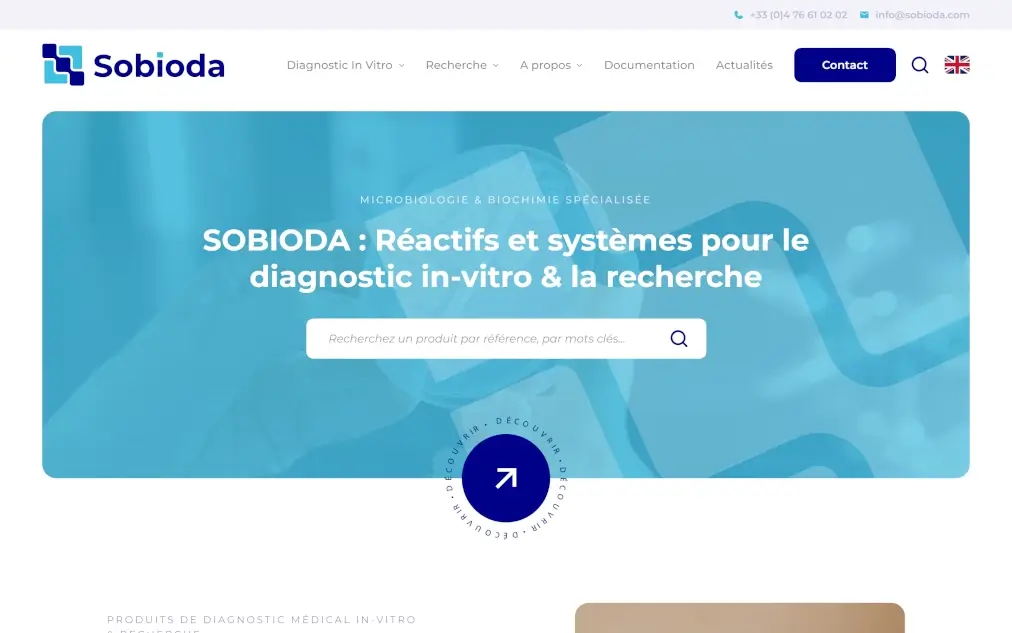 +33 (0)4 76 61 02 02 info@sobioda.com
Sobioda
Diagnostic In Vitro Recherche A propos Documentation Actualités Contact
MICROBIOLOGIE & BIOCHIMIE SPÉCIALISÉE
SOBIODA : Réactifs et systèmes pour le
diagnostic in-vitro & la recherche
Recherchez un produit par référence, par mots clés...
DÉCOUVRIR • DÉCOUVRIR • DÉCOUVRIR • DÉCOUVRIR •
PRODUITS DE DIAGNOSTIC MÉDICAL IN-VITRO
& RECHERCHE